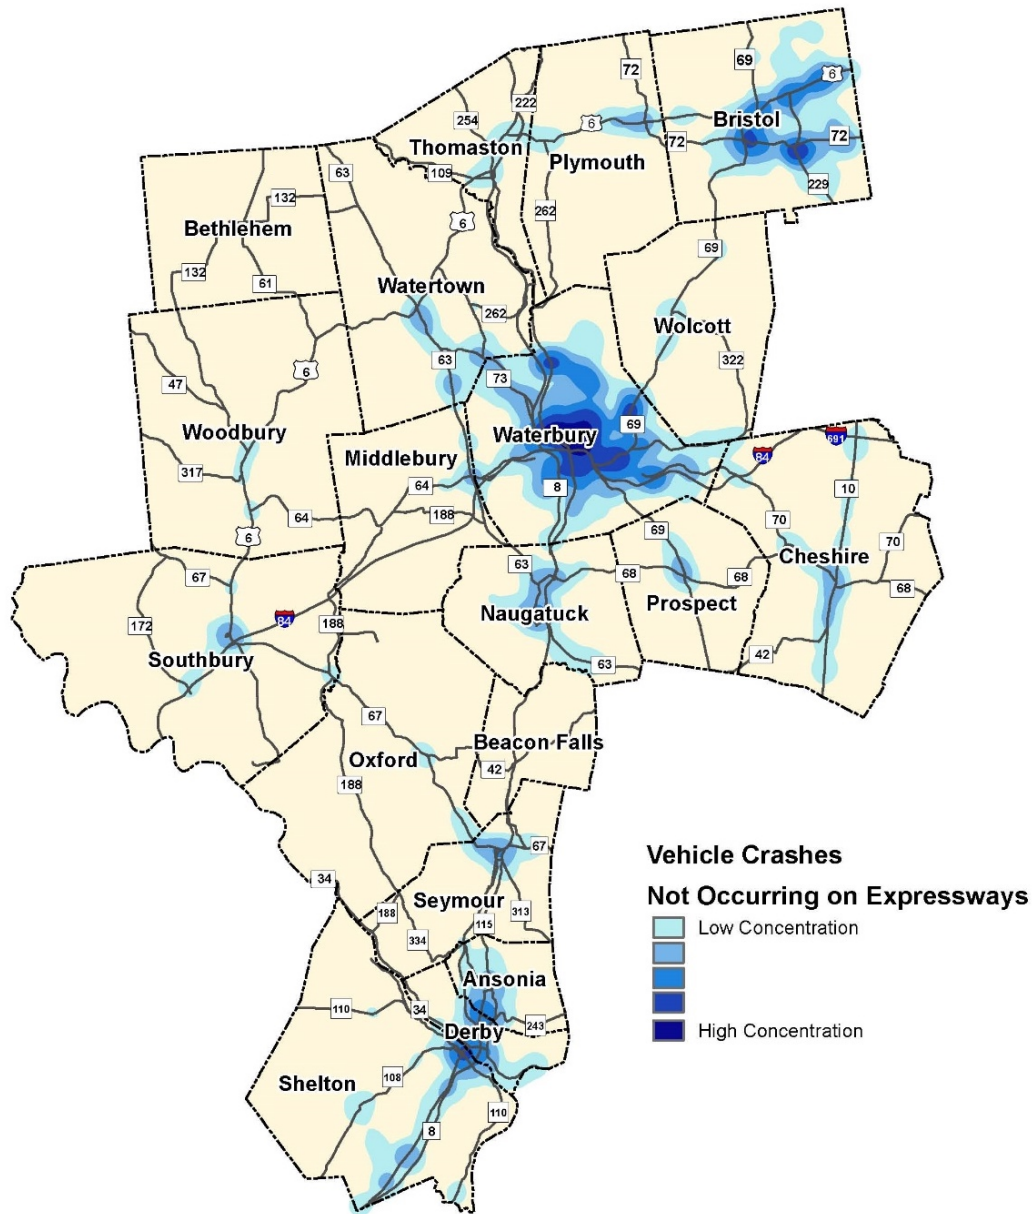 69
6
72
222
254
6
Bristol
Thomaston
72
72
Plymouth
109
63
229
132
262
6
Bethlehem
69
132
61
Watertown
262
Wolcott
322
63
6
73
47
69
Waterbury
Woodbury
691
84
Middlebury
317
64
8
10
188
64
70
69
6
70
Cheshire
63
67
68
68
68
Naugatuck
Prospect
84
172
188
42
Southbury
63
67
Beacon Falls
Oxford
42
188
67
Vehicle Crashes
34
Not Occurring on Expressways
Seymour
188
313
115
Low Concentration
334
Ansonia
110
34
243
Derby
High Concentration
108
Shelton
110
8